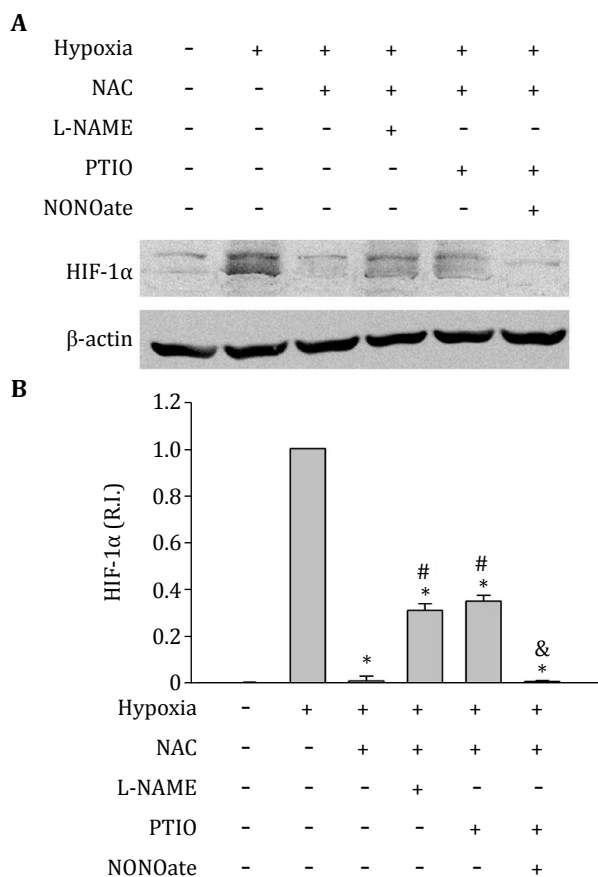 A
Hypoxia – + + + + +
NAC – – + + + +
L-NAME – – – + – –
PTIO – – – – + +
NONOate – – – – – +
HIF-1α
β-actin
B
HIF-1α (R.I.)
1.2
1.0
0.8
0.6
0.4
0.2
0
*
#
*
#
*
&
*
Hypoxia – + + + + +
NAC – – + + + +
L-NAME – – – + – –
PTIO – – – – + +
NONOate – – – – – +